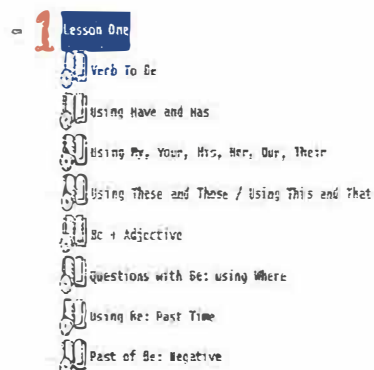 1 Lesson One
Verb To Be
Using Have and Has
Using My, Your, His, Her, Our, Their
Using These and Those / Using This and That
Be + Adjective
Questions with Be: using Where
Using Be: Past Time
Past of Be: Negative